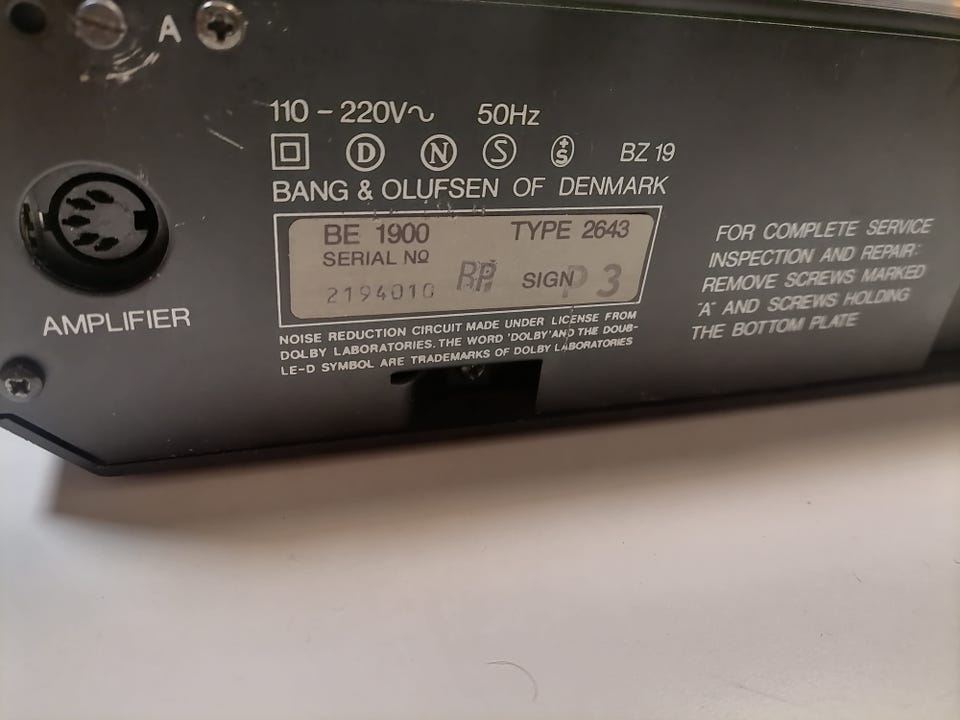 A
110 – 220V~ 50Hz
D N S +S BZ 19
BANG & OLUFSEN OF DENMARK
BE 1900 TYPE 2643
SERIAL Nº
2194010 SIGN P 3
AMPLIFIER
NOISE REDUCTION CIRCUIT MADE UNDER LICENSE FROM
DOLBY LABORATORIES. THE WORD 'DOLBY' AND THE DOUB-
LE-D SYMBOL ARE TRADEMARKS OF DOLBY LABORATORIES
FOR COMPLETE SERVICE
INSPECTION AND REPAIR:
REMOVE SCREWS MARKED
"A" AND SCREWS HOLDING
THE BOTTOM PLATE